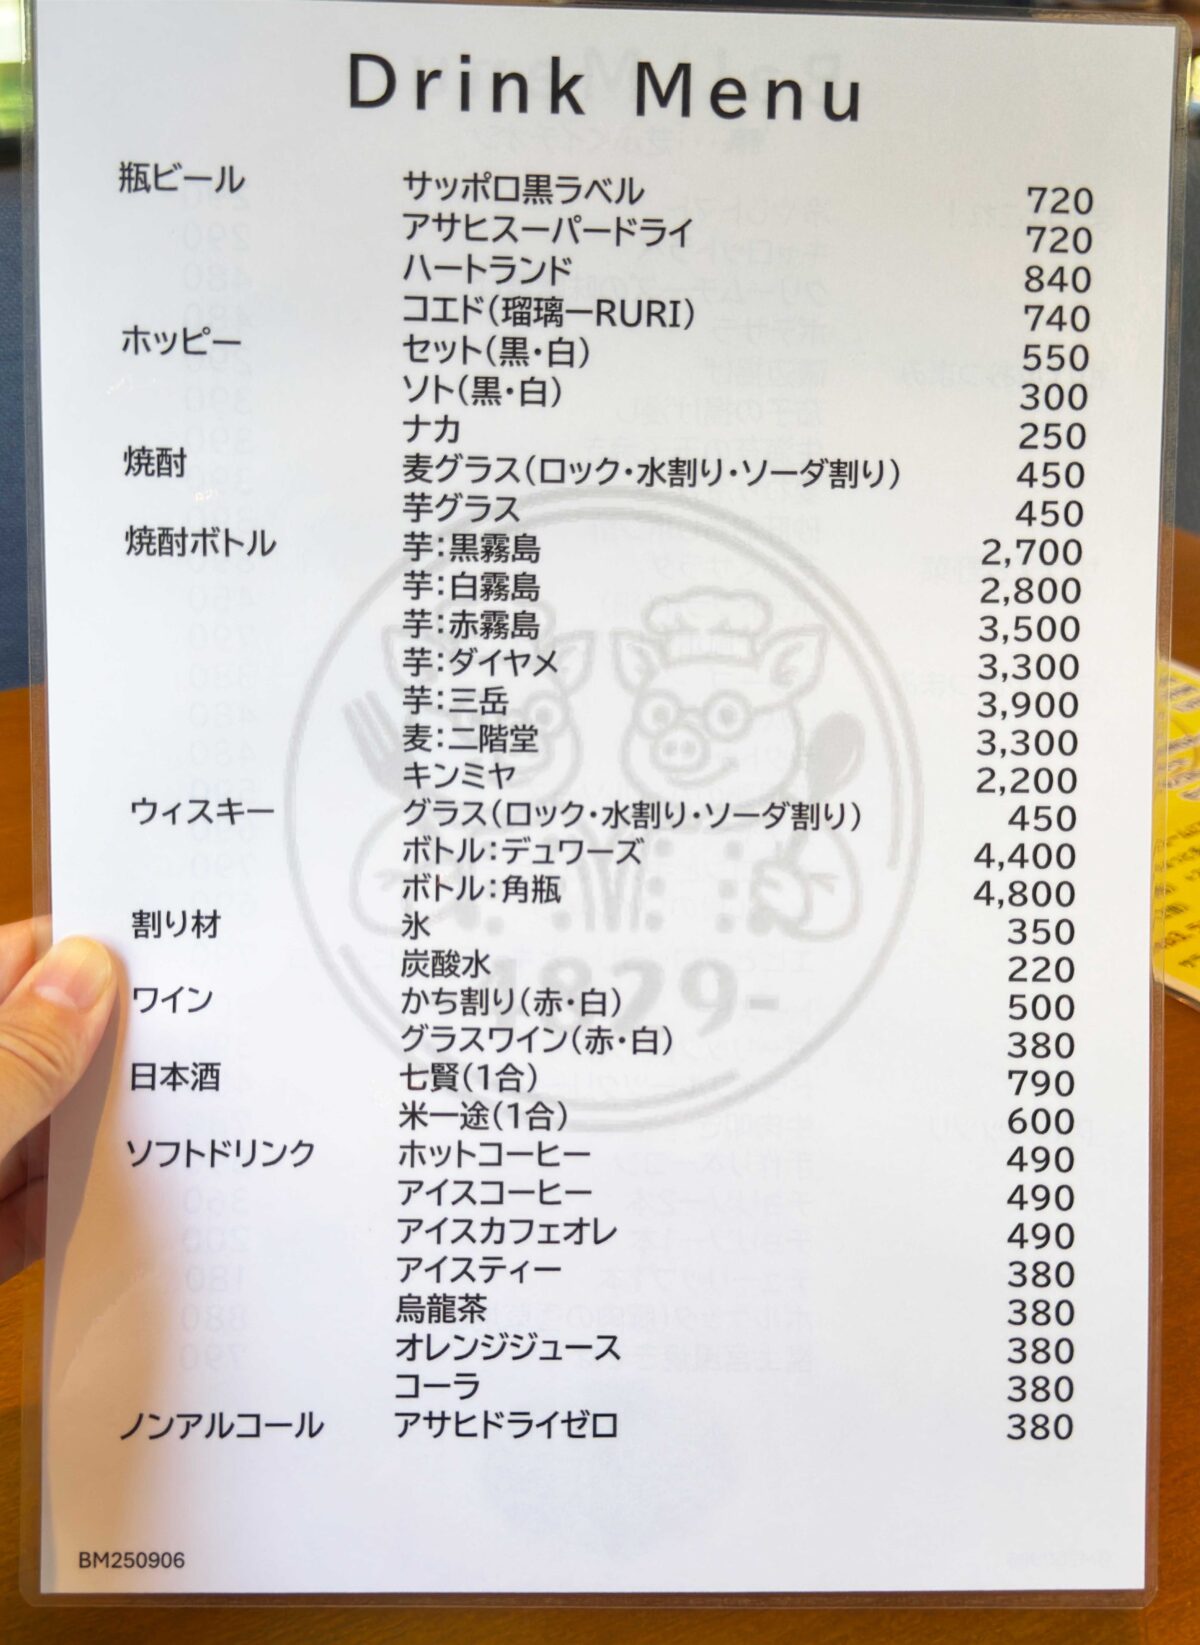 Drink Menu
瓶ビール サッポロ黒ラベル 720
アサヒスーパードライ 720
ハートランド 840
コエド(瑠璃ーRURI) 740
ホッピー セット(黒・白) 550
ソト(黒・白) 300
ナカ 250
焼酎 麦グラス(ロック・水割り・ソーダ割り) 450
芋グラス 450
焼酎ボトル 芋:黒霧島 2,700
芋:白霧島 2,800
芋:赤霧島 3,500
芋:ダイヤメ 3,300
芋:三岳 3,900
麦:二階堂 3,300
キンミヤ 2,200
ウィスキー グラス(ロック・水割り・ソーダ割り) 450
ボトル:デュワーズ 4,400
ボトル:角瓶 4,800
割り材 氷 350
炭酸水 220
ワイン かち割り(赤・白) 500
グラスワイン(赤・白) 380
日本酒 七賢(1合) 790
米一途(1合) 600
ソフトドリンク ホットコーヒー 490
アイスコーヒー 490
アイスカフェオレ 490
アイスティー 380
烏龍茶 380
オレンジジュース 380
コーラ 380
ノンアルコール アサヒドライゼロ 380
BM250906